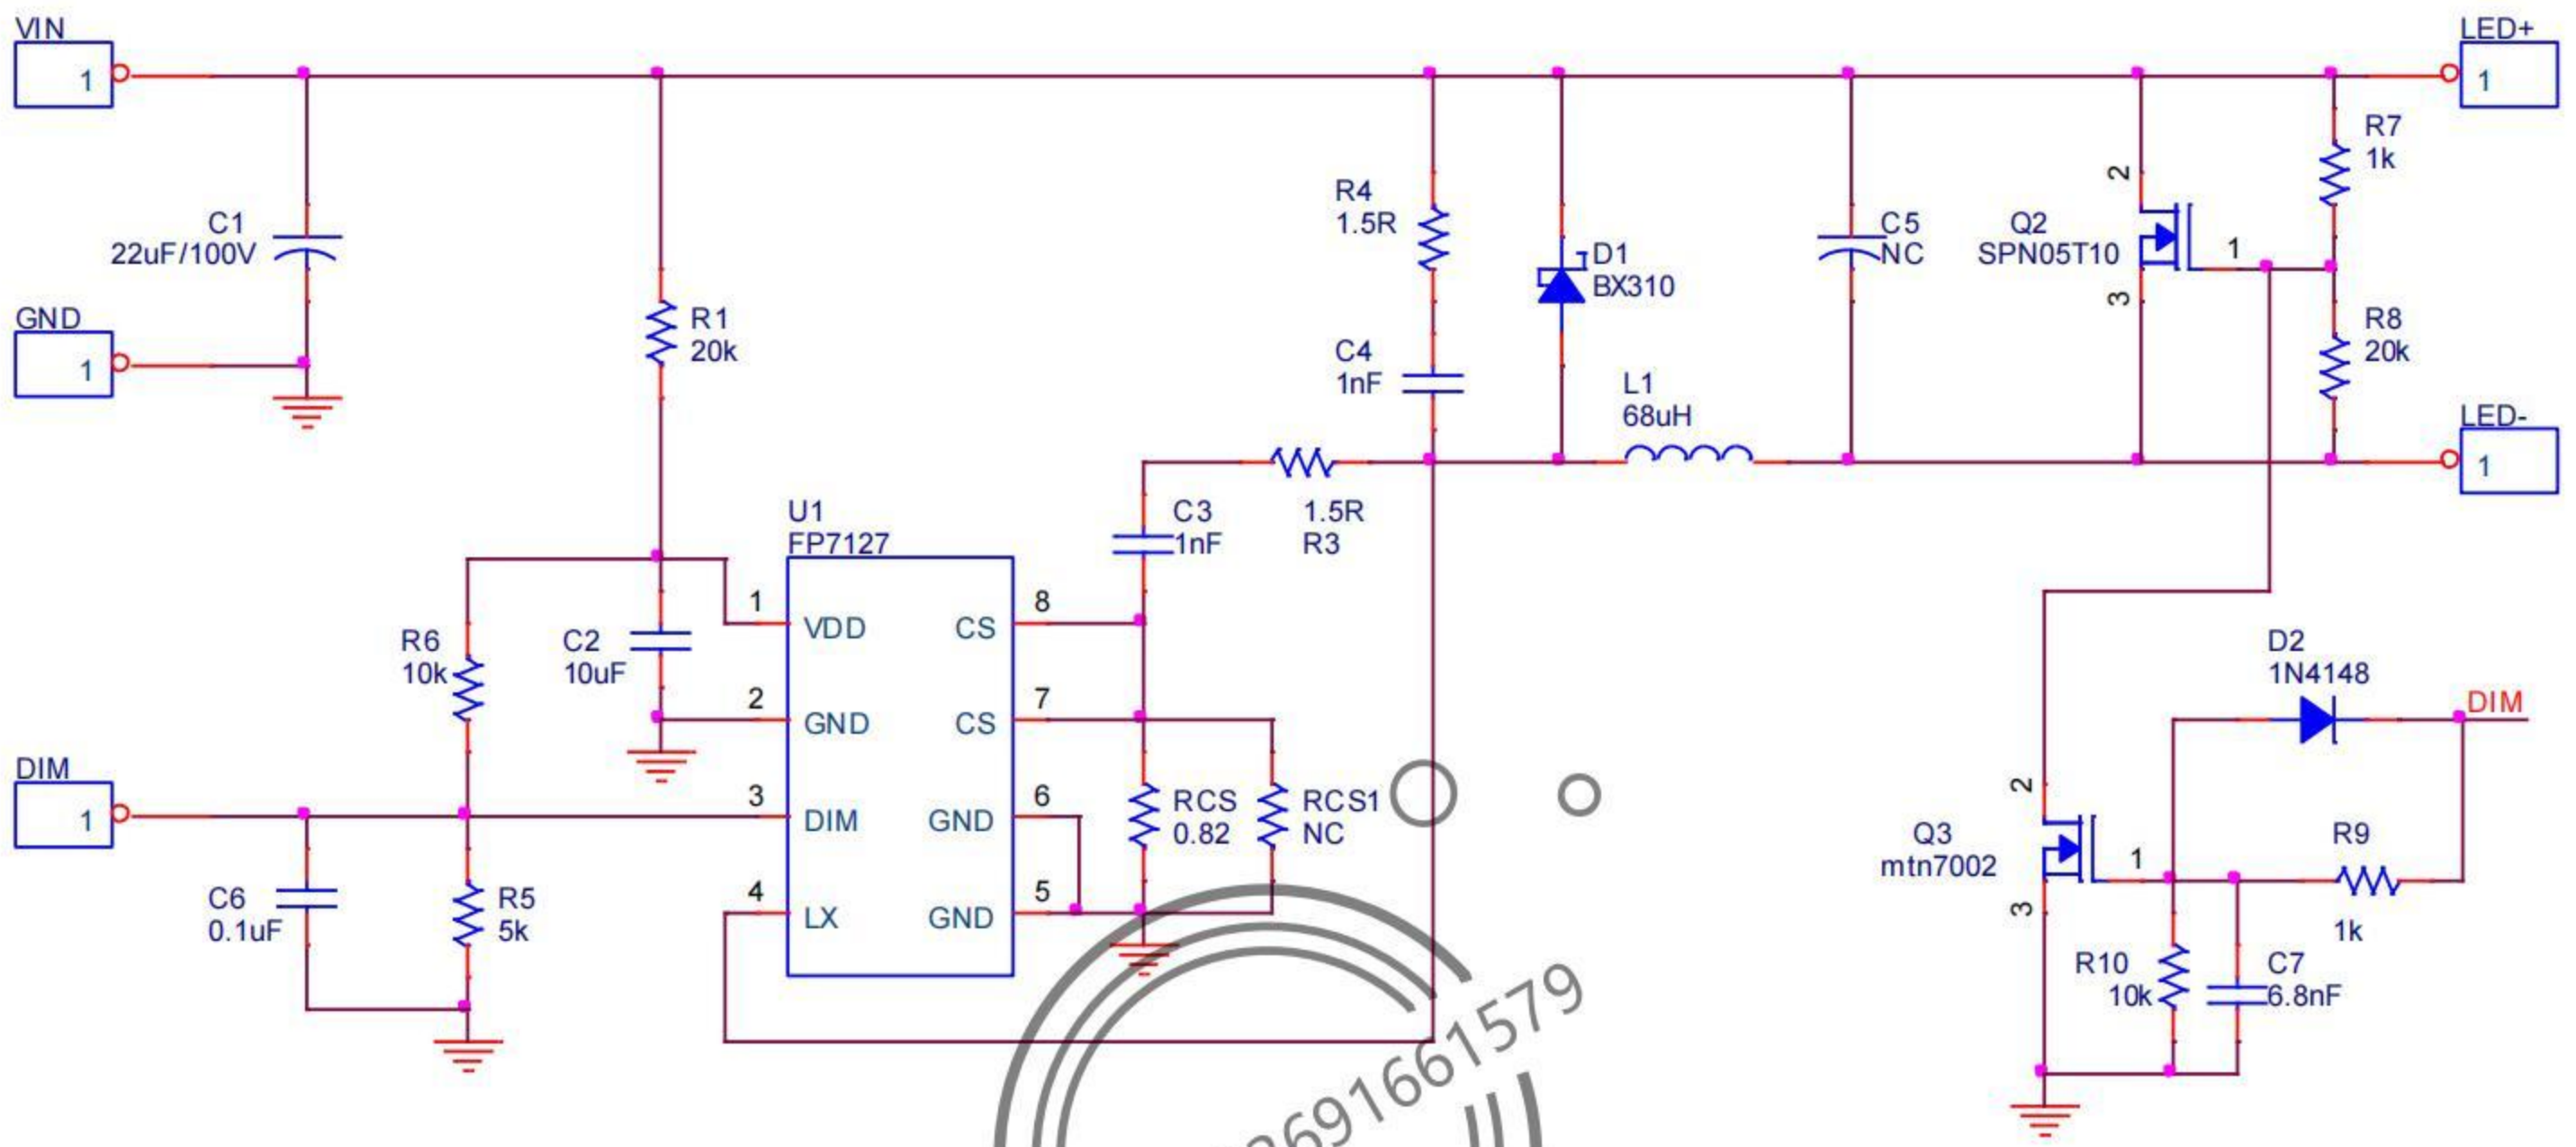 VIN
1
GND
1
C1
22uF/100V
R1
20k
R4
1.5R
C4
1nF
D1
BX310
L1
68uH
C5
NC
Q2
SPN05T10
2
1
3
R7
1k
R8
20k
LED+
1
LED-
1
U1
FP7127
1
VDD
2
GND
3
DIM
4
LX
8
CS
7
CS
6
GND
5
GND
C3
1nF
1.5R
R3
R6
10k
C2
10uF
DIM
1
C6
0.1uF
R5
5k
RCS
0.82
RCS1
NC
D2
1N4148
DIM
Q3
mtn7002
2
1
3
R9
1k
R10
10k
C7
6.8nF
691661579